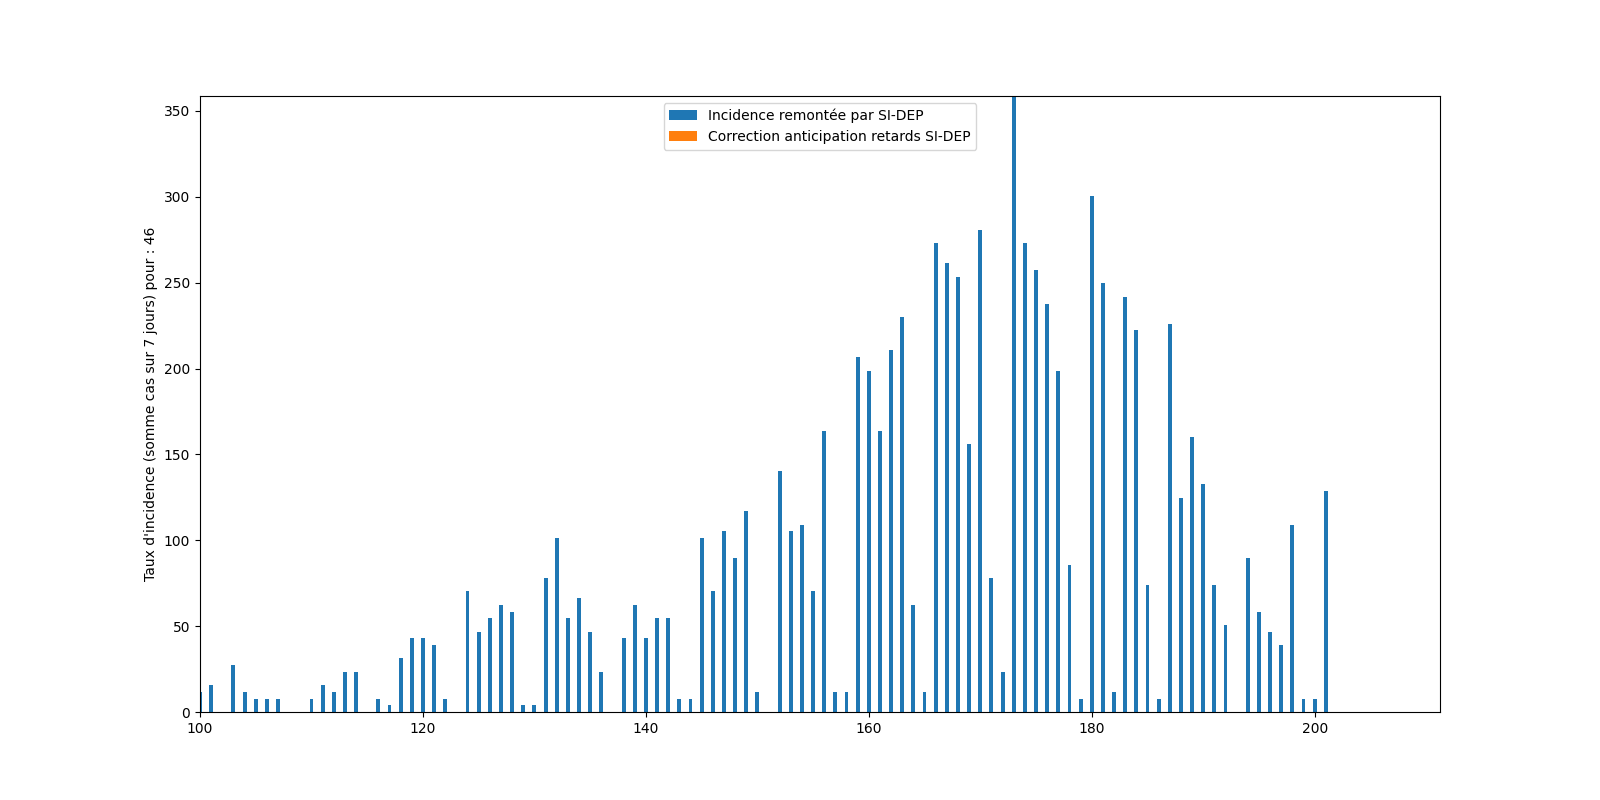 Incidence remontée par SI-DEP
Correction anticipation retards SI-DEP
Taux d'incidence (somme cas sur 7 jours) pour : 46
350
300
250
200
150
100
50
0
100 120 140 160 180 200